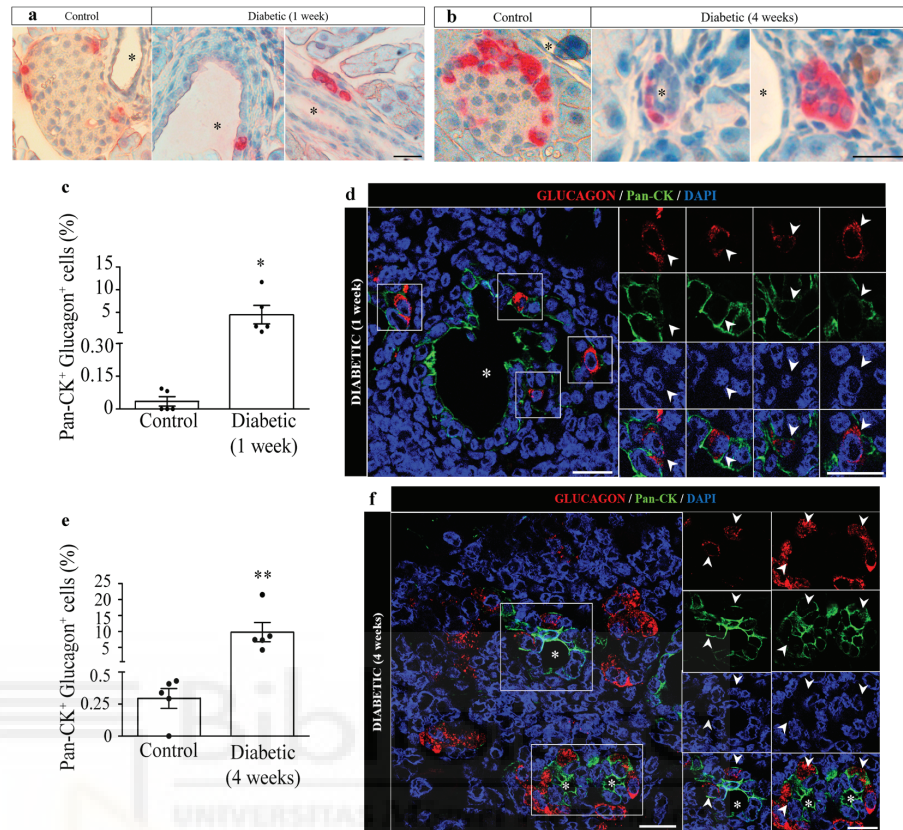 a
Control
Diabetic (1 week)
*
*
*
b
Control
Diabetic (4 weeks)
*
*
*
c
Pan-CK⁺ Glucagon⁺ cells (%)
15
10
5
0.30
0.15
0
*
Control
Diabetic
(1 week)
d
GLUCAGON / Pan-CK / DAPI
DIABETIC (1 week)
*
e
Pan-CK⁺ Glucagon⁺ cells (%)
25
20
15
10
5
0.5
0.25
0
**
Control
Diabetic
(4 weeks)
f
GLUCAGON / Pan-CK / DAPI
DIABETIC (4 weeks)
*
* *
* * *
Bib
UNIVERSITAS